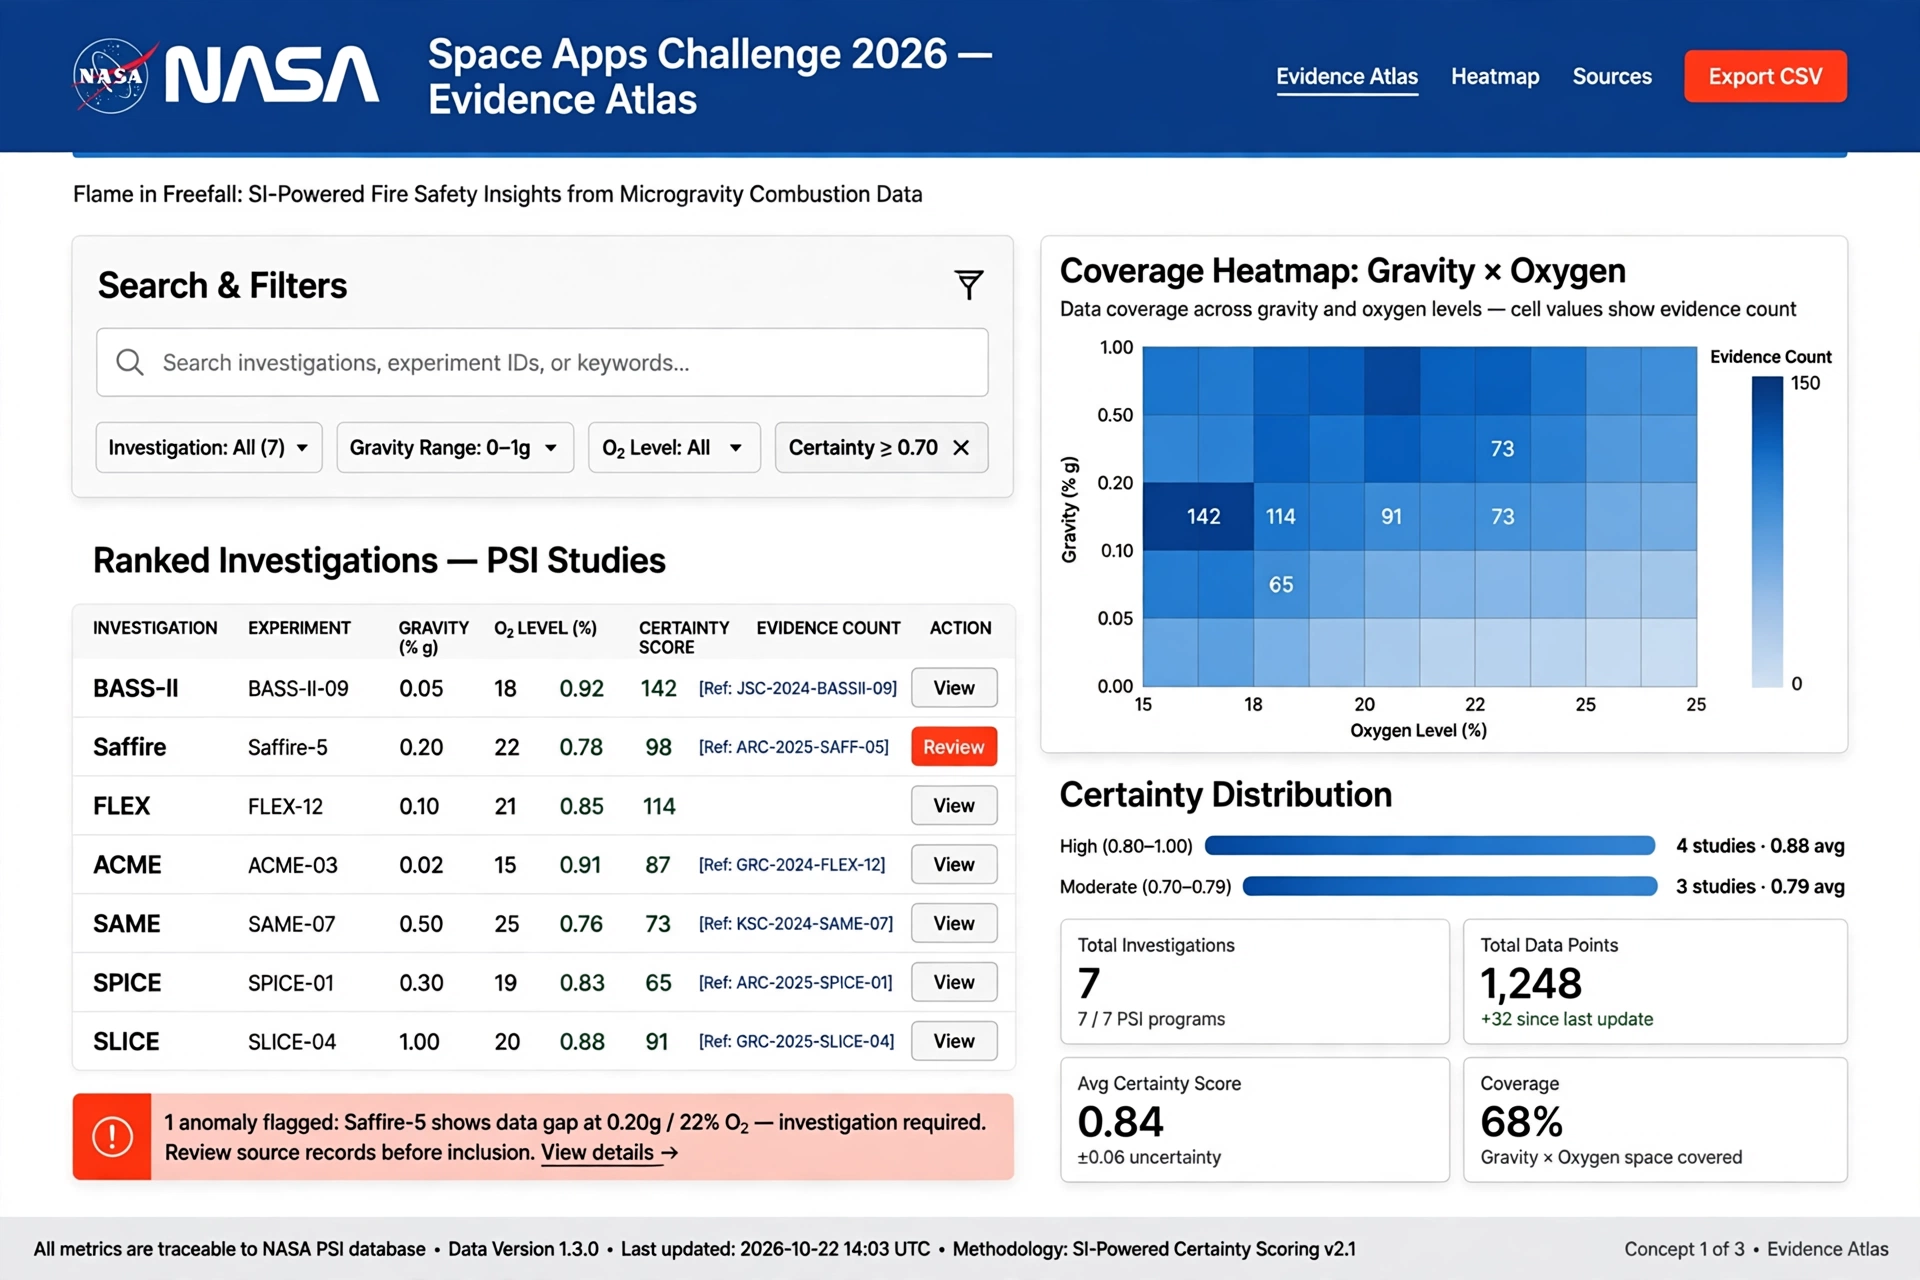 NASA
NASA
Space Apps Challenge 2026 —
Evidence Atlas
Evidence Atlas
Heatmap
Sources
Export CSV
Flame in Freefall: SI-Powered Fire Safety Insights from Microgravity Combustion Data
Search & Filters
Search investigations, experiment IDs, or keywords...
Investigation: All (7)
Gravity Range: 0–1g
O₂ Level: All
Certainty ≥ 0.70 ✕
Ranked Investigations — PSI Studies
INVESTIGATION EXPERIMENT GRAVITY (% g) O₂ LEVEL (%) CERTAINTY SCORE EVIDENCE COUNT ACTION
BASS-II BASS-II-09 0.05 18 0.92 142 [Ref: JSC-2024-BASSII-09] View
Saffire Saffire-5 0.20 22 0.78 98 [Ref: ARC-2025-SAFF-05] Review
FLEX FLEX-12 0.10 21 0.85 114 View
ACME ACME-03 0.02 15 0.91 87 [Ref: GRC-2024-FLEX-12] View
SAME SAME-07 0.50 25 0.76 73 [Ref: KSC-2024-SAME-07] View
SPICE SPICE-01 0.30 19 0.83 65 [Ref: ARC-2025-SPICE-01] View
SLICE SLICE-04 1.00 20 0.88 91 [Ref: GRC-2025-SLICE-04] View
1 anomaly flagged: Saffire-5 shows data gap at 0.20g / 22% O₂ — investigation required.
Review source records before inclusion. View details →
Coverage Heatmap: Gravity × Oxygen
Data coverage across gravity and oxygen levels — cell values show evidence count
Evidence Count
150
0
Gravity (% g)
1.00
0.50
73
0.20
142 114 91 73
0.10
65
0.05
0.00
15 18 20 22 25 25
Oxygen Level (%)
Certainty Distribution
High (0.80–1.00) 4 studies · 0.88 avg
Moderate (0.70–0.79) 3 studies · 0.79 avg
Total Investigations
7
7 / 7 PSI programs
Total Data Points
1,248
+32 since last update
Avg Certainty Score
0.84
±0.06 uncertainty
Coverage
68%
Gravity × Oxygen space covered
All metrics are traceable to NASA PSI database • Data Version 1.3.0 • Last updated: 2026-10-22 14:03 UTC • Methodology: SI-Powered Certainty Scoring v2.1
Concept 1 of 3 • Evidence Atlas